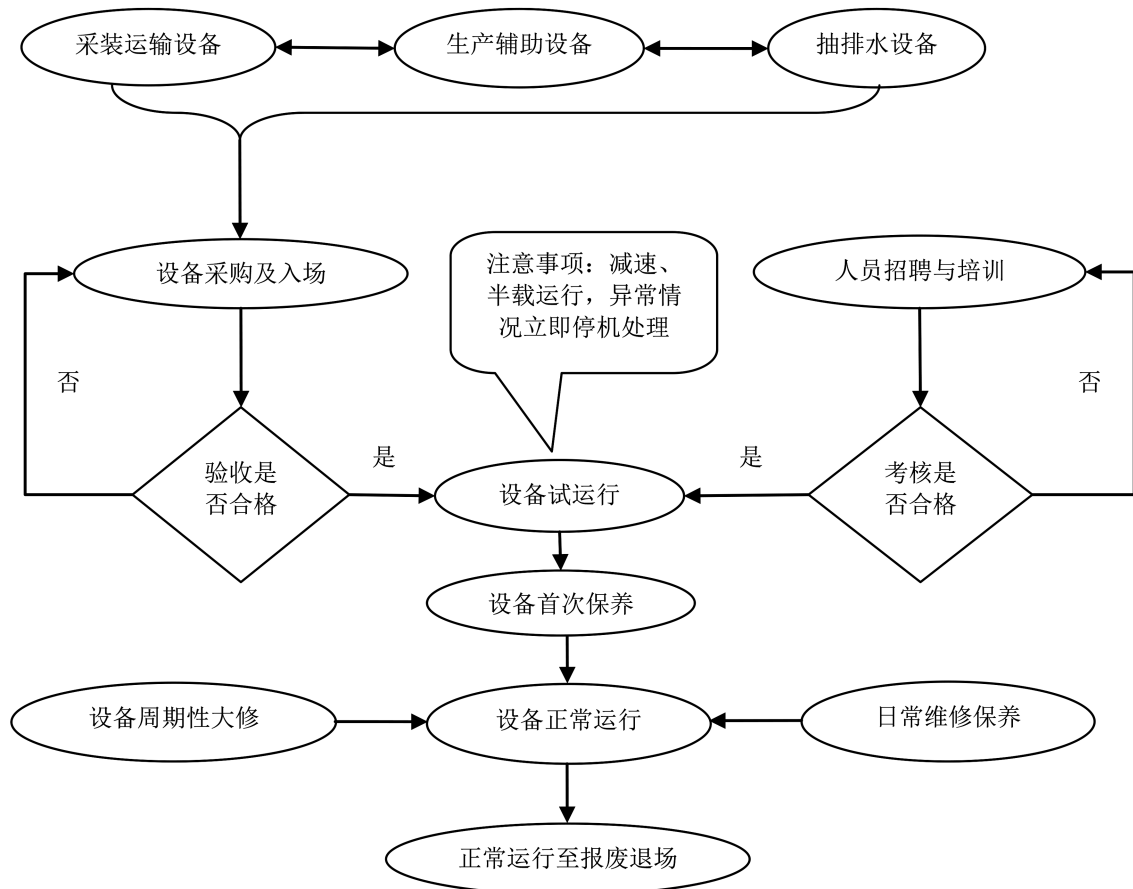 采装运输设备
生产辅助设备
抽排水设备
设备采购及入场
注意事项：减速、
半载运行，异常情
况立即停机处理
人员招聘与培训
否
否
是
是
验收是
否合格
设备试运行
考核是
否合格
设备首次保养
设备周期性大修
设备正常运行
日常维修保养
正常运行至报废退场